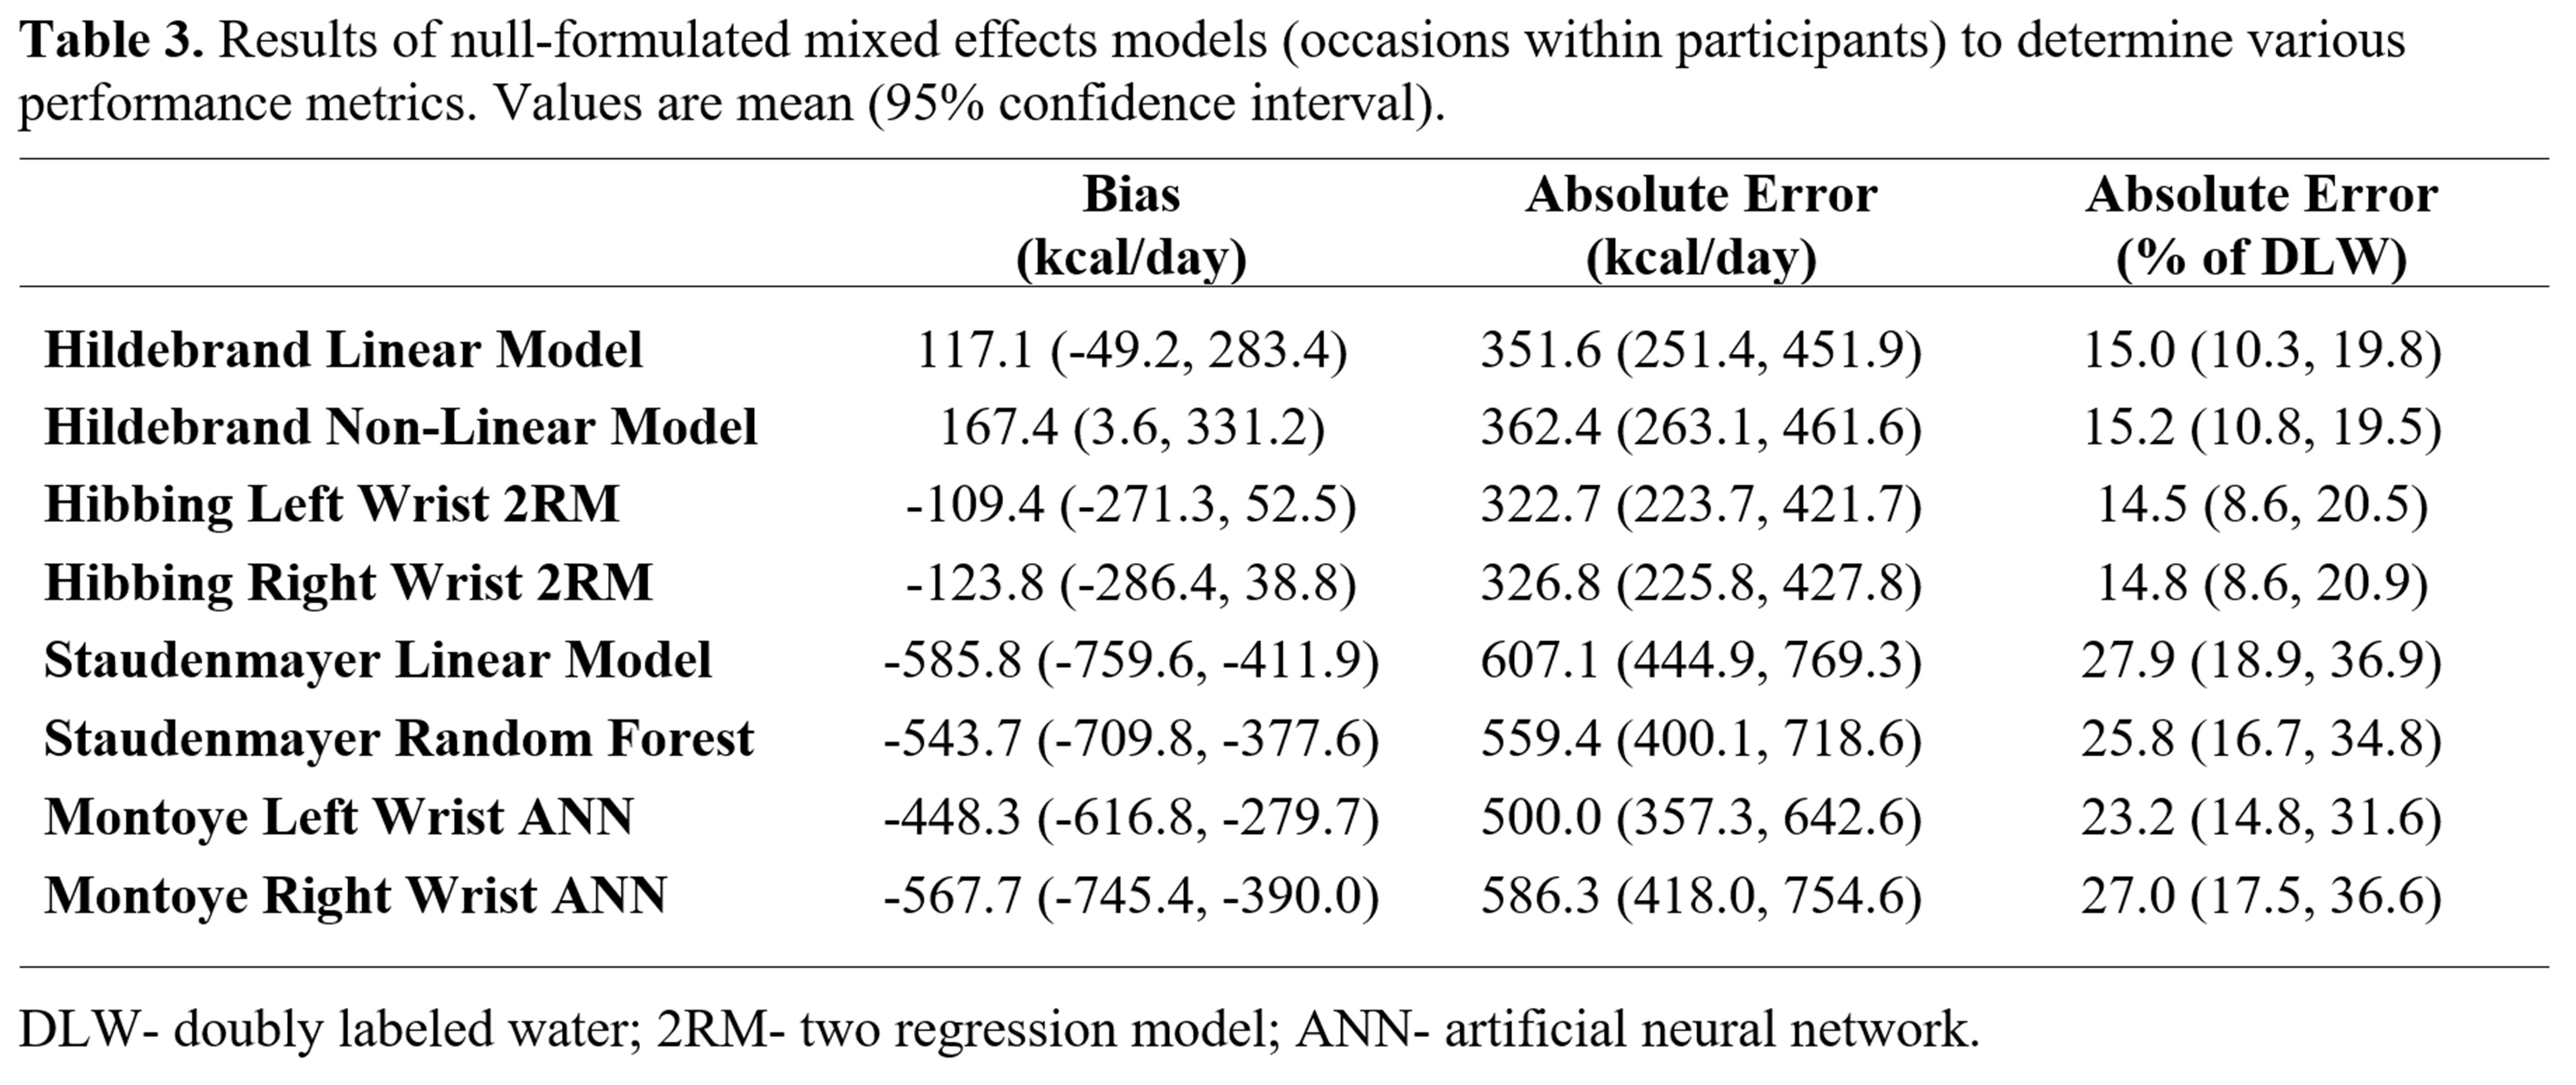 Table 3. Results of null-formulated mixed effects models (occasions within participants) to determine various
performance metrics. Values are mean (95% confidence interval).
Bias Absolute Error Absolute Error
(kcal/day) (kcal/day) (% of DLW)
Hildebrand Linear Model 117.1 (-49.2, 283.4) 351.6 (251.4, 451.9) 15.0 (10.3, 19.8)
Hildebrand Non-Linear Model 167.4 (3.6, 331.2) 362.4 (263.1, 461.6) 15.2 (10.8, 19.5)
Hibbing Left Wrist 2RM -109.4 (-271.3, 52.5) 322.7 (223.7, 421.7) 14.5 (8.6, 20.5)
Hibbing Right Wrist 2RM -123.8 (-286.4, 38.8) 326.8 (225.8, 427.8) 14.8 (8.6, 20.9)
Staudenmayer Linear Model -585.8 (-759.6, -411.9) 607.1 (444.9, 769.3) 27.9 (18.9, 36.9)
Staudenmayer Random Forest -543.7 (-709.8, -377.6) 559.4 (400.1, 718.6) 25.8 (16.7, 34.8)
Montoye Left Wrist ANN -448.3 (-616.8, -279.7) 500.0 (357.3, 642.6) 23.2 (14.8, 31.6)
Montoye Right Wrist ANN -567.7 (-745.4, -390.0) 586.3 (418.0, 754.6) 27.0 (17.5, 36.6)
DLW- doubly labeled water; 2RM- two regression model; ANN- artificial neural network.